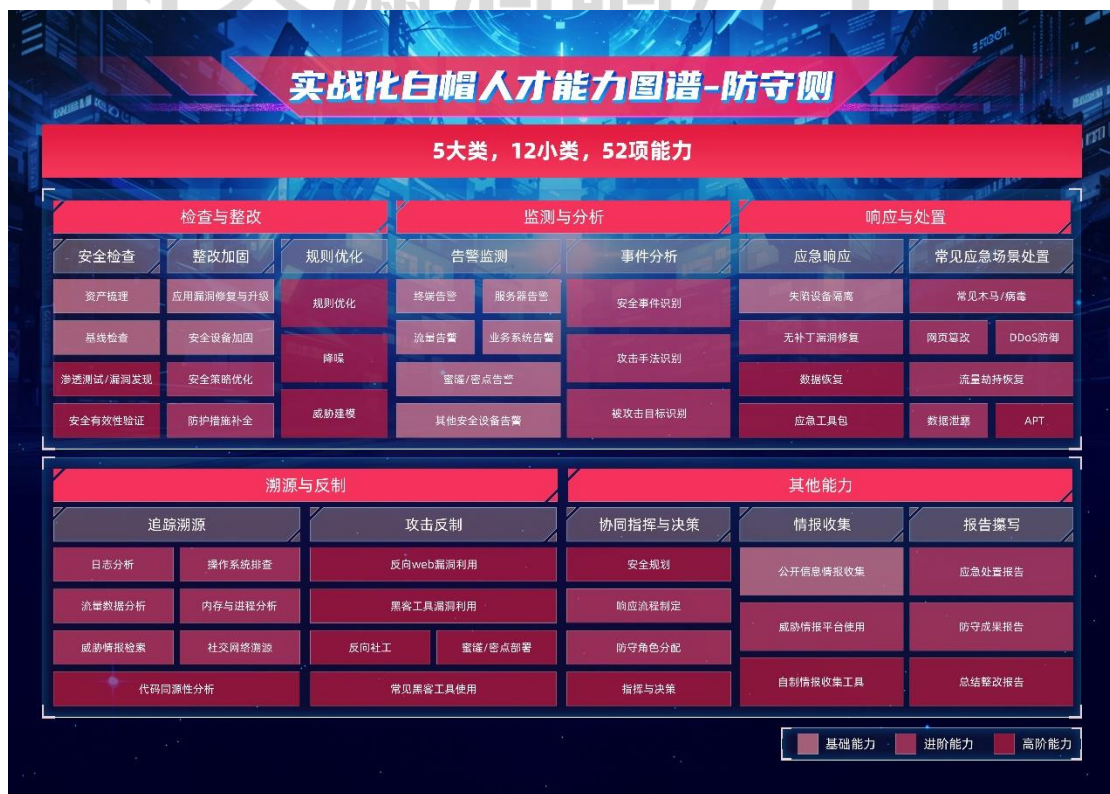 实战化白帽人才能力图谱-防守侧
5大类，12小类，52项能力
检查与整改
监测与分析
响应与处置
安全检查
整改加固
规则优化
告警监测
事件分析
应急响应
常见应急场景处置
资产梳理
应用漏洞修复与升级
规则优化
终端告警
服务器告警
安全事件识别
失陷设备隔离
常见木马/病毒
基线检查
安全设备加固
降噪
流量告警
业务系统告警
攻击手法识别
无补丁漏洞修复
网页篡改
DDoS防御
渗透测试/漏洞发现
安全策略优化
蜜罐/密点告警
数据恢复
流量劫持恢复
安全有效性验证
防护措施补全
威胁建模
其他安全设备告警
被攻击目标识别
应急工具包
数据泄露
APT
溯源与反制
其他能力
追踪溯源
攻击反制
协同指挥与决策
情报收集
报告撰写
日志分析
操作系统排查
反向web漏洞利用
安全规划
公开信息情报收集
应急处置报告
流量数据分析
内存与进程分析
黑客工具漏洞利用
响应流程制定
威胁情报平台使用
防守成果报告
威胁情报检索
社交网络溯源
反向社工
蜜罐/密点部署
防守角色分配
代码同源性分析
常见黑客工具使用
指挥与决策
自制情报收集工具
总结整改报告
基础能力
进阶能力
高阶能力